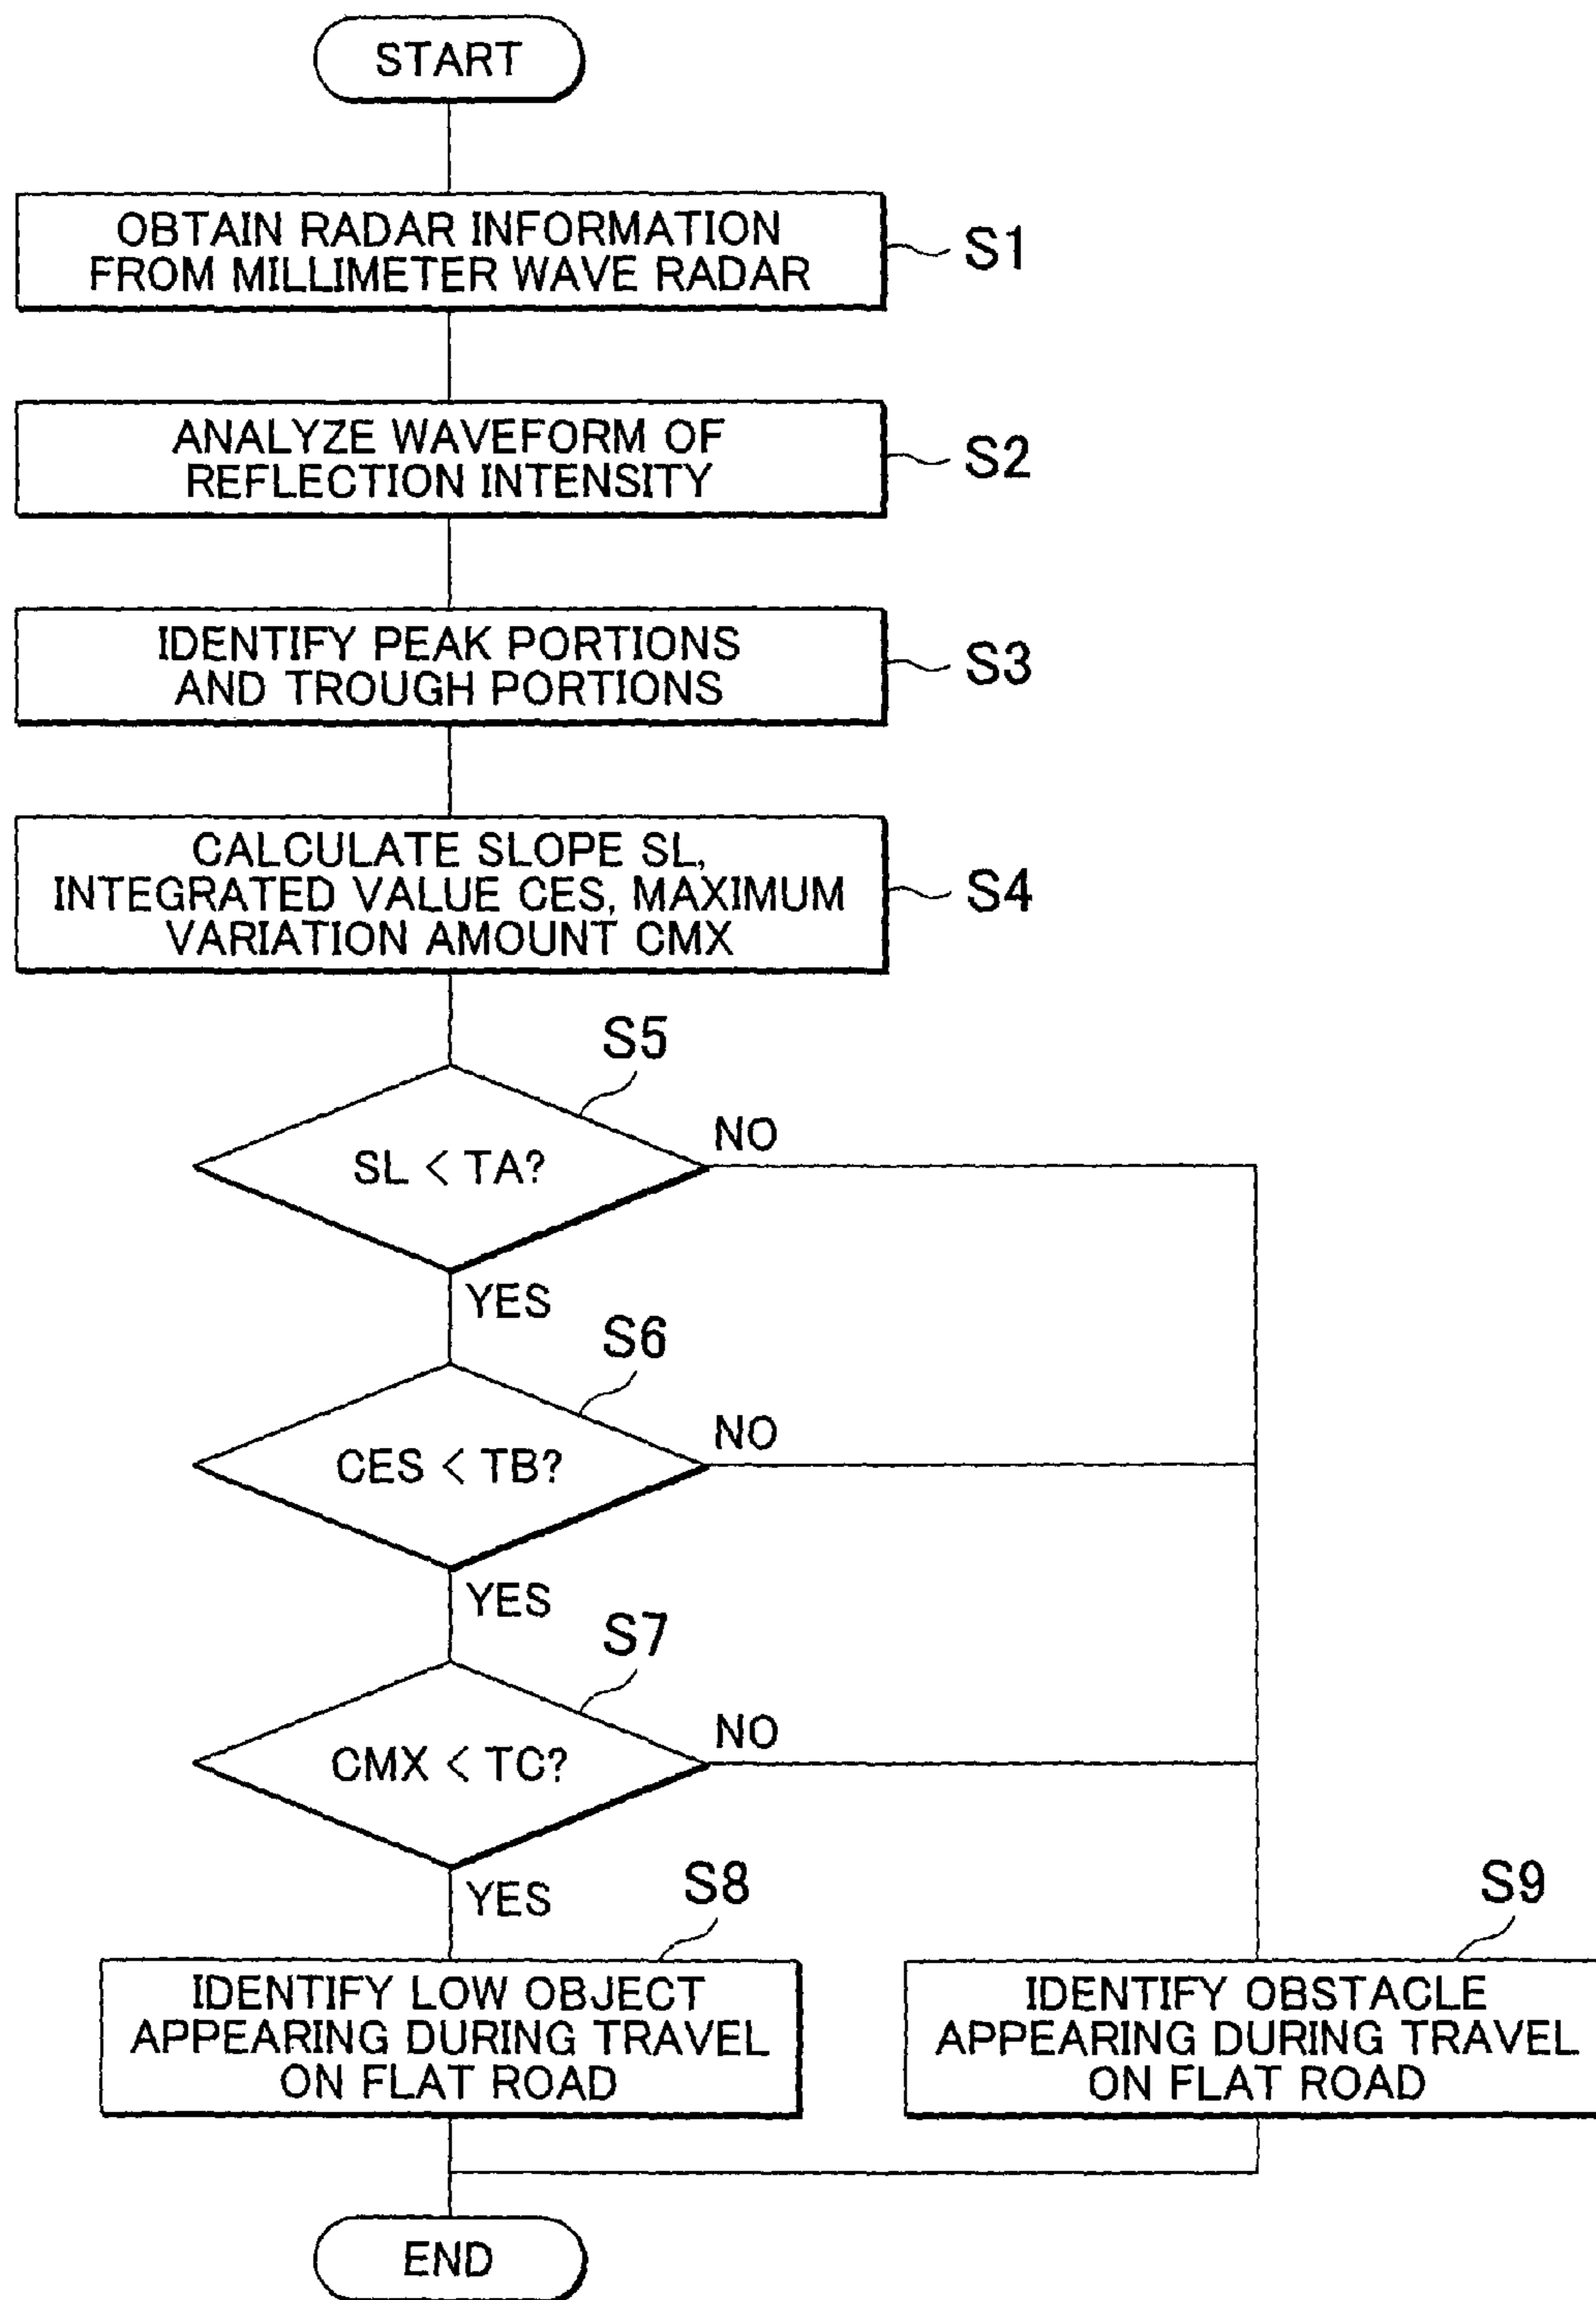 START
OBTAIN RADAR INFORMATION
FROM MILLIMETER WAVE RADAR
S1
ANALYZE WAVEFORM OF
REFLECTION INTENSITY
S2
IDENTIFY PEAK PORTIONS
AND TROUGH PORTIONS
S3
CALCULATE SLOPE SL,
INTEGRATED VALUE CES, MAXIMUM
VARIATION AMOUNT CMX
S4
S5
SL < TA?
NO
YES
S6
CES < TB?
NO
YES
S7
CMX < TC?
NO
YES
S8
IDENTIFY LOW OBJECT
APPEARING DURING TRAVEL
ON FLAT ROAD
S9
IDENTIFY OBSTACLE
APPEARING DURING TRAVEL
ON FLAT ROAD
END